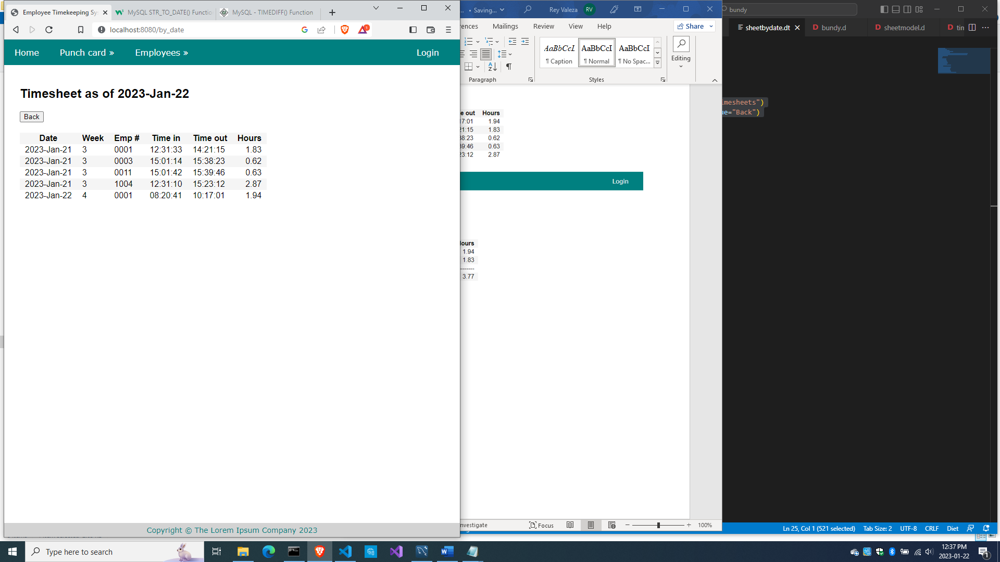 Employee Timekeeping Sy
MySQL STR_TO_DATE() Functio
MySQL - TIMEDIFF() Function
localhost:8080/by_date
1
Home
Punch card »
Employees »
Login
Timesheet as of 2023-Jan-22
Back
Date Week Emp # Time in Time out Hours
2023-Jan-21 3 0001 12:31:33 14:21:15 1.83
2023-Jan-21 3 0003 15:01:14 15:38:23 0.62
2023-Jan-21 3 0011 15:01:42 15:39:46 0.63
2023-Jan-21 3 1004 12:31:10 15:23:12 2.87
2023-Jan-22 4 0001 08:20:41 10:17:01 1.94
Copyright © The Lorem Ipsum Company 2023
... • Saving...
Rey Valeza
RV
rences
Mailings
Review
View
Help
Share
AaBbCcI AaBbCcI AaBbCcI
¶ Caption ¶ Normal ¶ No Spac...
Editing
Paragraph
Styles
e out Hours
17:01 1.94
21:15 1.83
38:23 0.62
39:46 0.63
23:12 2.87
Login
ours
1.94
1.83
--------
3.77
nvestigate
Focus
100%
bundy
sheetbydate.dt
bundy.d
sheetmodel.d
tin
imesheets")
ue="Back")
Ln 25, Col 1 (521 selected)
Tab Size: 2
UTF-8
CRLF
Diet
Type here to search
12:37 PM
2023-01-22
1